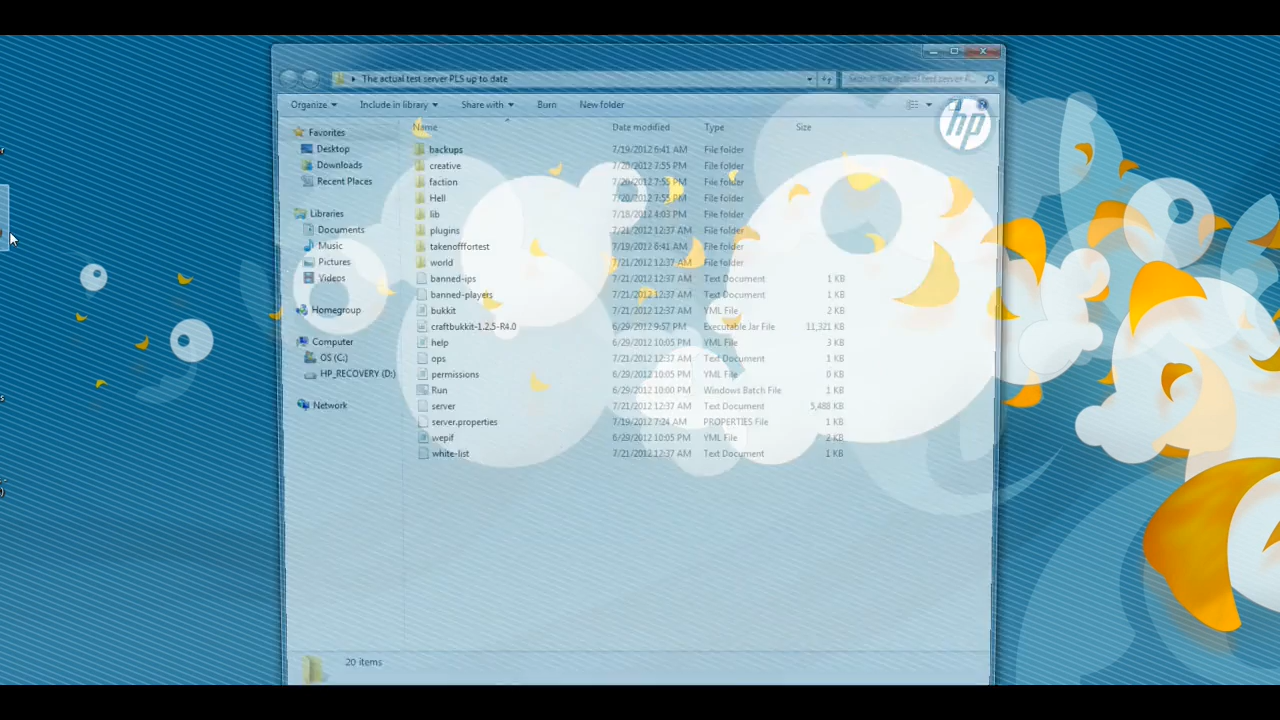 The actual test server PLS up to date
Search The actual test server P...
Organize Include in library Share with Burn New folder
hp
Name Date modified Type Size
Favorites
Desktop
Downloads
Recent Places
Libraries
Documents
Music
Pictures
Videos
Homegroup
Computer
OS (C:)
HP_RECOVERY (D:)
Network
backups 7/19/2012 6:41 AM File folder
creative 7/20/2012 7:55 PM File folder
faction 7/20/2012 7:55 PM File folder
Hell 7/20/2012 7:55 PM File folder
lib 7/18/2012 4:03 PM File folder
plugins 7/21/2012 12:37 AM File folder
takenoffortest 7/19/2012 6:41 AM File folder
world 7/21/2012 12:37 AM File folder
banned-ips 7/21/2012 12:37 AM Text Document 1 KB
banned-players 7/21/2012 12:37 AM Text Document 1 KB
bukkit 7/21/2012 12:37 AM YML File 2 KB
craftbukkit-1.2.5-R4.0 6/29/2012 9:57 PM Executable Jar File 11,321 KB
help 6/29/2012 10:05 PM YML File 3 KB
ops 7/21/2012 12:37 AM Text Document 1 KB
permissions 6/29/2012 10:05 PM YML File 0 KB
Run 6/29/2012 10:00 PM Windows Batch File 1 KB
server 7/21/2012 12:37 AM Text Document 5,488 KB
server.properties 7/19/2012 7:24 AM PROPERTIES File 1 KB
wepif 6/29/2012 10:05 PM YML File 2 KB
white-list 7/21/2012 12:37 AM Text Document 1 KB
20 items